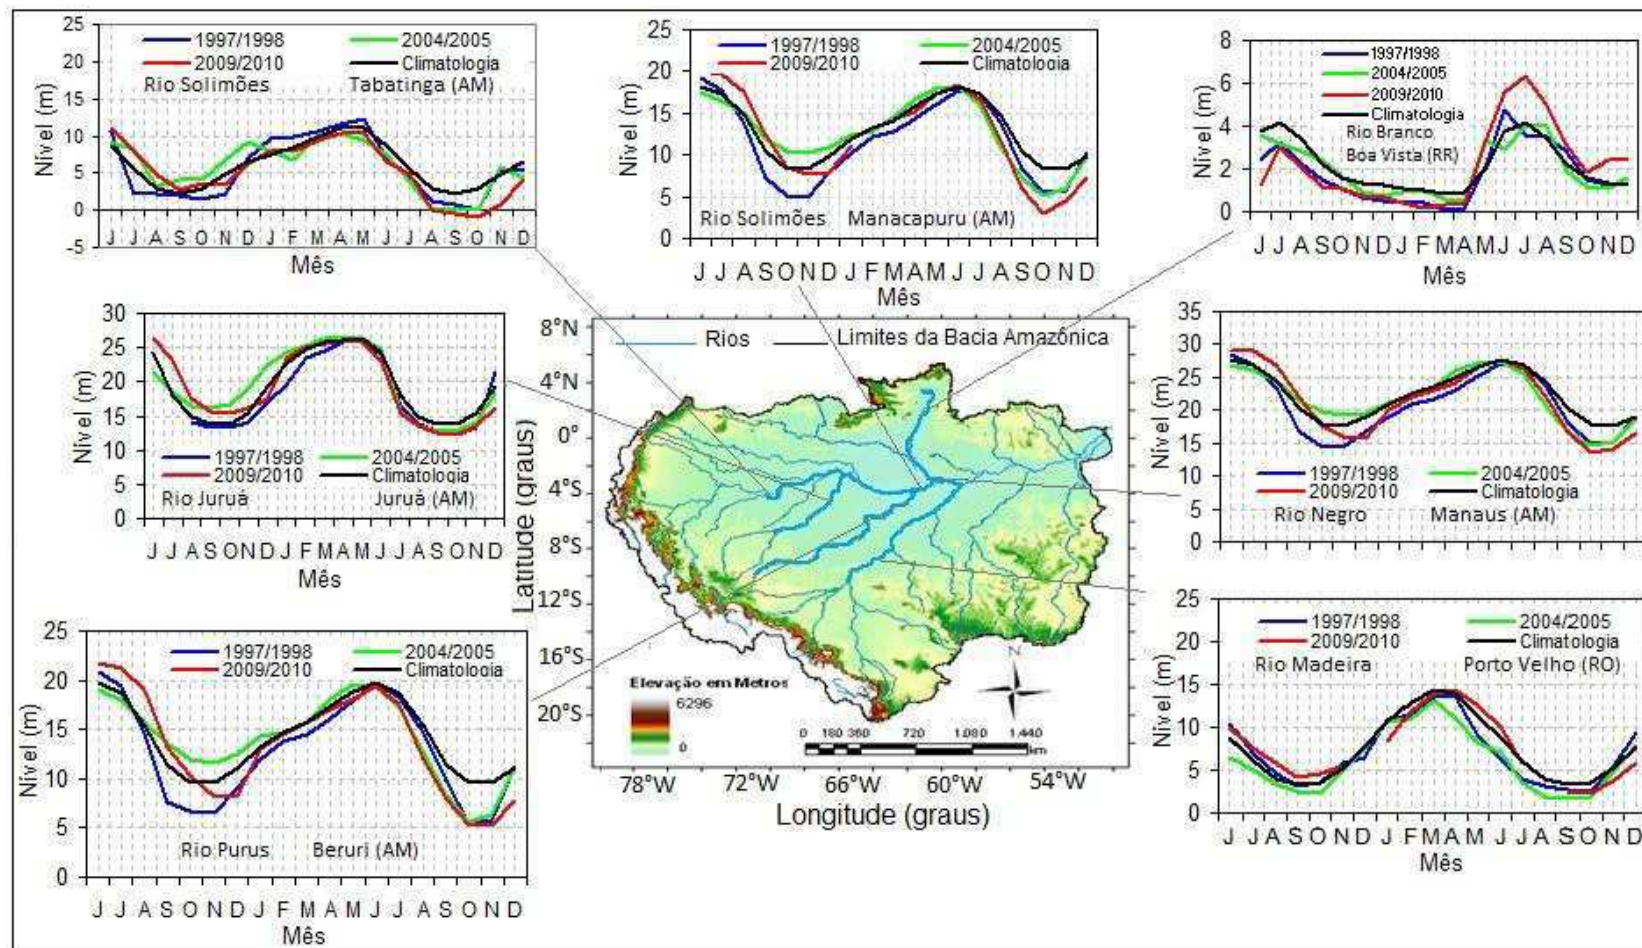 25
20
15
10
5
0
-5
Nível (m)
1997/1998
2004/2005
2009/2010
Climatologia
Rio Solimões
Tabatinga (AM)
J J A S O N D J F M A M J J A S O N D
Mês
25
20
15
10
5
0
Nível (m)
1997/1998
2004/2005
2009/2010
Climatologia
Rio Solimões
Manacapuru (AM)
J J A S O N D J F M A M J J A S O N D
Mês
8
6
4
2
0
Nível (m)
1997/1998
2004/2005
2009/2010
Climatologia
Rio Branco
Boa Vista (RR)
J J A S O N D J F M A M J J A S O N D
Mês
30
25
20
15
10
5
0
Nível (m)
1997/1998
2004/2005
2009/2010
Climatologia
Rio Juruá
Juruá (AM)
J J A S O N D J F M A M J J A S O N D
Mês
8°N
4°N
0°
4°S
8°S
12°S
16°S
20°S
Latitude (graus)
Rios
Limites da Bacia Amazônica
N
Elevação em Metros
6296
0
0 180 360 720 1.080 1.440
km
78°W 72°W 66°W 60°W 54°W
Longitude (graus)
35
30
25
20
15
10
5
0
Nível (m)
1997/1998
2004/2005
2009/2010
Climatologia
Rio Negro
Manaus (AM)
J J A S O N D J F M A M J J A S O N D
25
20
15
10
5
0
Nível (m)
1997/1998
2004/2005
2009/2010
Climatologia
Rio Purus
Beruri (AM)
J J A S O N D J F M A M J J A S O N D
Mês
25
20
15
10
5
0
Nível (m)
1997/1998
2004/2005
2009/2010
Climatologia
Rio Madeira
Porto Velho (RO)
J J A S O N D J F M A M J J A S O N D
Mês